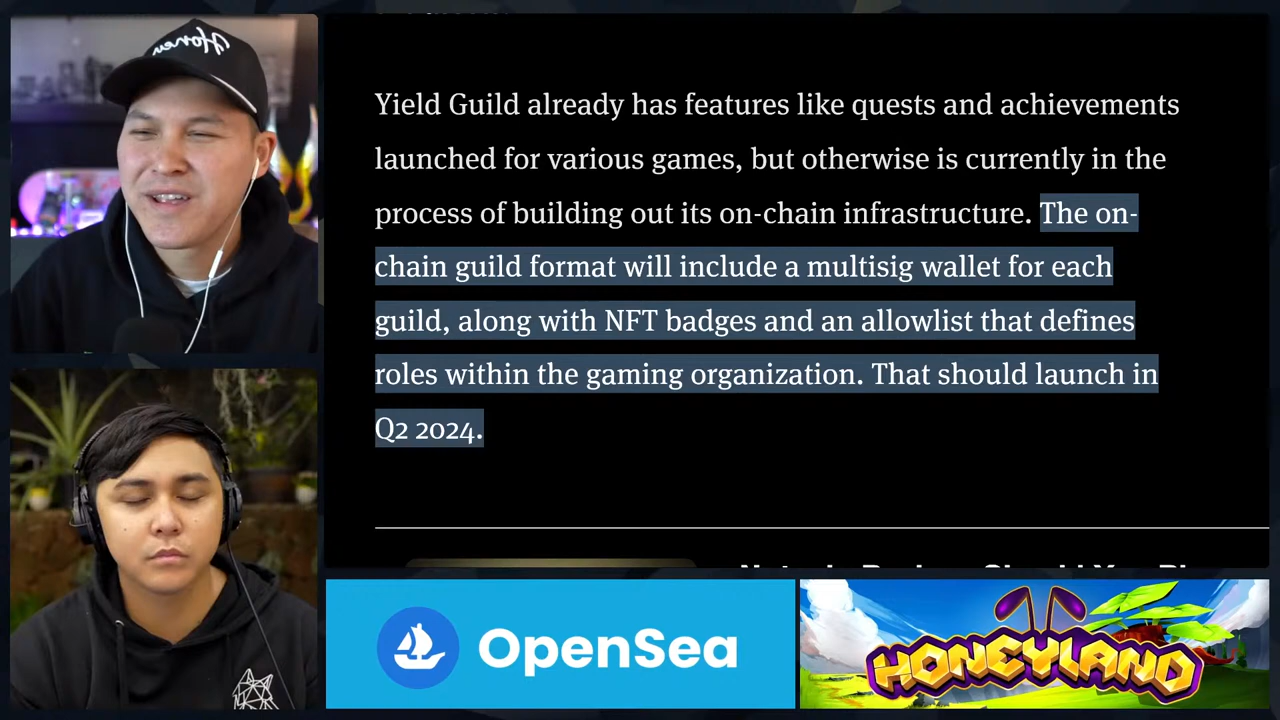 Yield Guild already has features like quests and achievements
launched for various games, but otherwise is currently in the
process of building out its on-chain infrastructure. The on-
chain guild format will include a multisig wallet for each
guild, along with NFT badges and an allowlist that defines
roles within the gaming organization. That should launch in
Q2 2024.
OpenSea
HONEYLAND